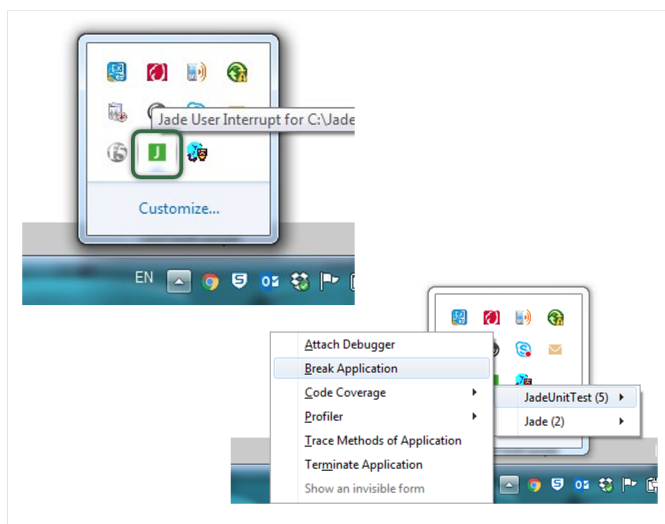 Jade User Interrupt for C:\Jade
J
Customize...
EN
Attach Debugger
Break Application
Code Coverage
Profiler
Trace Methods of Application
Terminate Application
Show an invisible form
JadeUnitTest (5)
Jade (2)